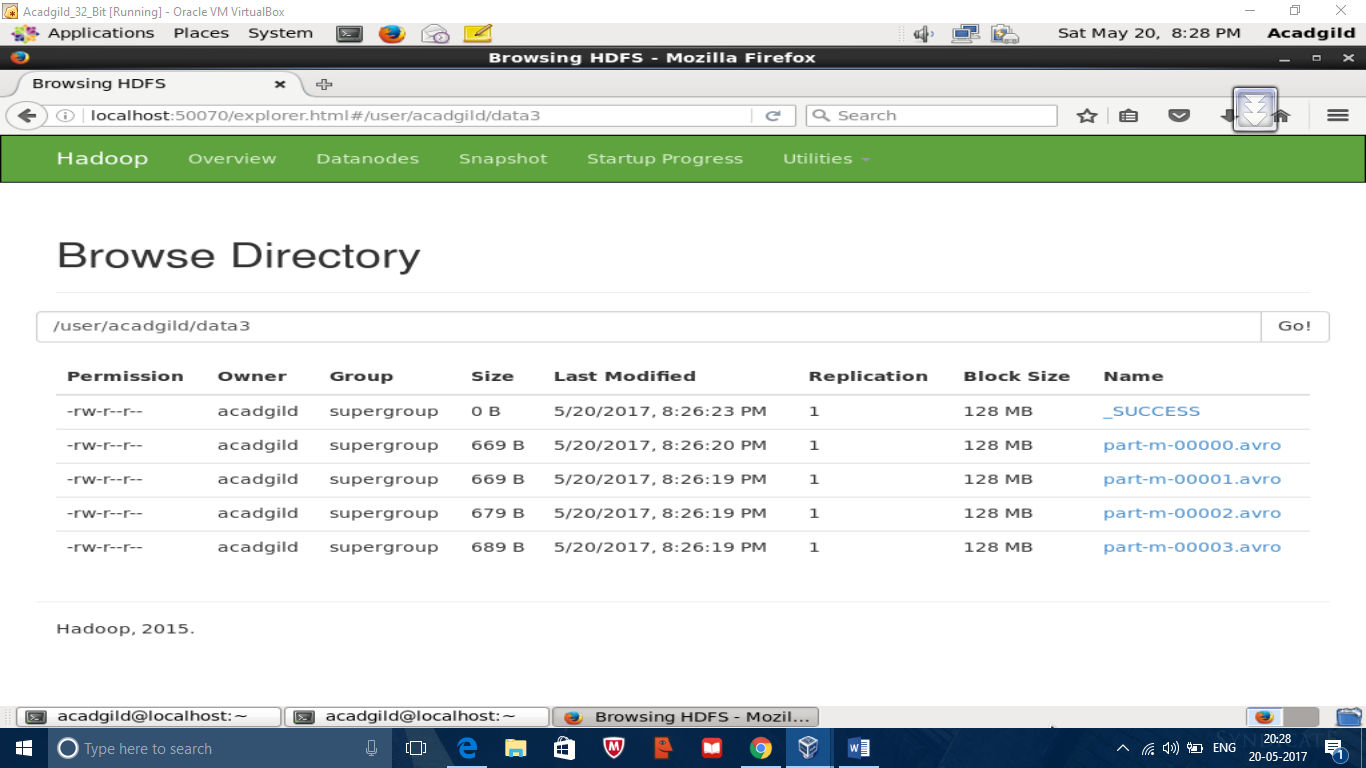 Acadgild_32_Bit [Running] - Oracle VM VirtualBox
Applications Places System Sat May 20, 8:28 PM Acadgild
Browsing HDFS - Mozilla Firefox
Browsing HDFS
localhost:50070/explorer.html#/user/acadgild/data3 Search
Hadoop Overview Datanodes Snapshot Startup Progress Utilities
Browse Directory
/user/acadgild/data3 Go!
Permission Owner Group Size Last Modified Replication Block Size Name
-rw-r--r-- acadgild supergroup 0 B 5/20/2017, 8:26:23 PM 1 128 MB _SUCCESS
-rw-r--r-- acadgild supergroup 669 B 5/20/2017, 8:26:20 PM 1 128 MB part-m-00000.avro
-rw-r--r-- acadgild supergroup 669 B 5/20/2017, 8:26:19 PM 1 128 MB part-m-00001.avro
-rw-r--r-- acadgild supergroup 679 B 5/20/2017, 8:26:19 PM 1 128 MB part-m-00002.avro
-rw-r--r-- acadgild supergroup 689 B 5/20/2017, 8:26:19 PM 1 128 MB part-m-00003.avro
Hadoop, 2015.
acadgild@localhost:~ acadgild@localhost:~ Browsing HDFS - Mozil...
Type here to search ENG 20:28
20-05-2017 1